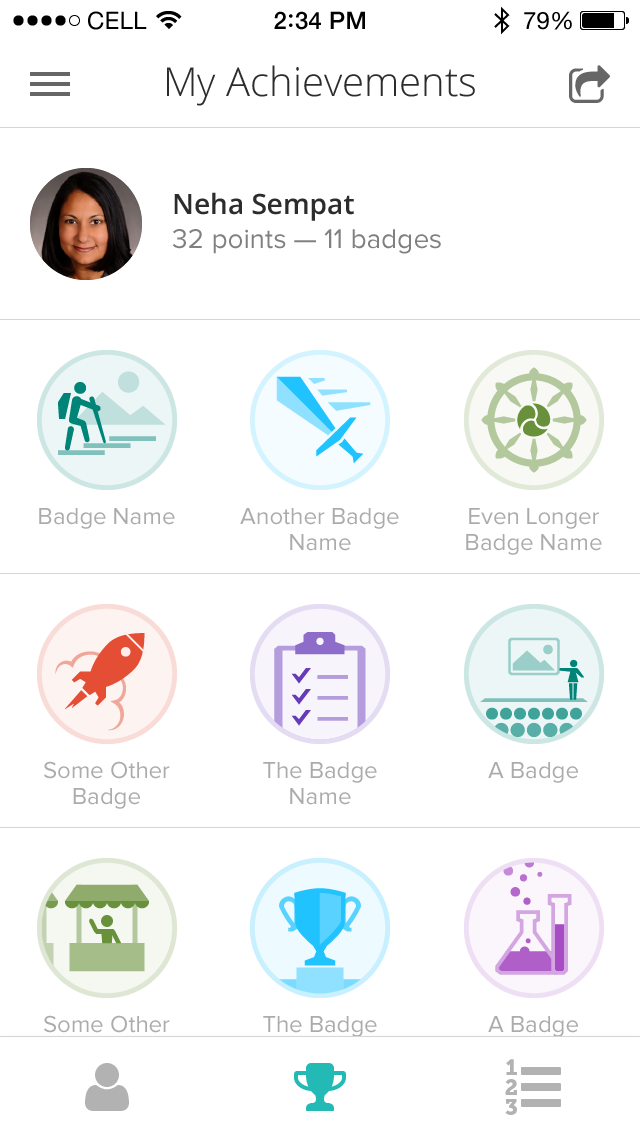 CELL 2:34 PM 79%
My Achievements
Neha Sempat
32 points — 11 badges
Badge Name
Another Badge
Name
Even Longer
Badge Name
Some Other
Badge
The Badge
Name
A Badge
Some Other
The Badge
A Badge
1
2
3